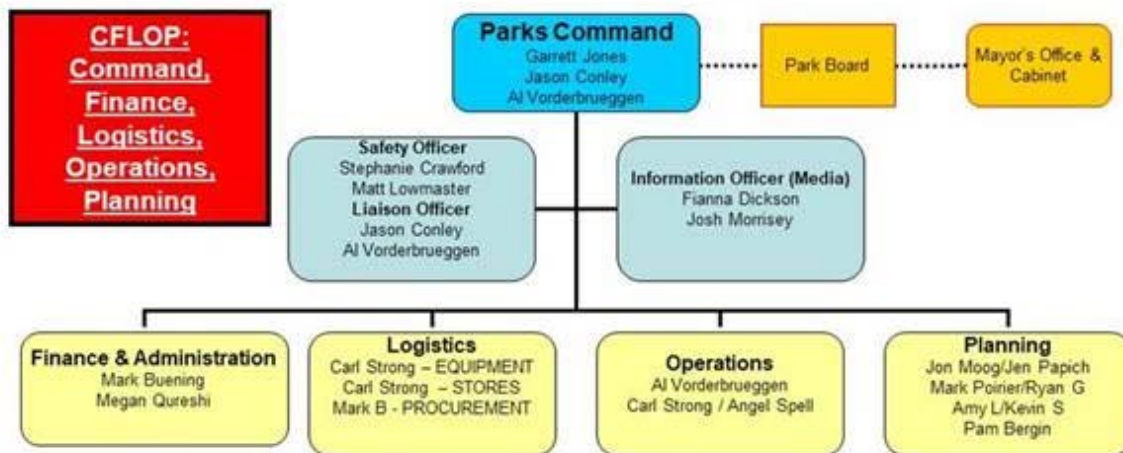 CFLOP:
Command,
Finance,
Logistics,
Operations,
Planning
Parks Command
Garrett Jones
Jason Conley
Al Vorderbrueggen
Park Board
Mayor's Office &
Cabinet
Safety Officer
Stephanie Crawford
Matt Lowmaster
Liaison Officer
Jason Conley
Al Vorderbrueggen
Information Officer (Media)
Fianna Dickson
Josh Morrisey
Finance & Administration
Mark Buening
Megan Qureshi
Logistics
Carl Strong – EQUIPMENT
Carl Strong – STORES
Mark B - PROCUREMENT
Operations
Al Vorderbrueggen
Carl Strong / Angel Spell
Planning
Jon Moog/Jen Papich
Mark Poirier/Ryan G
Amy L/Kevin S
Pam Bergin